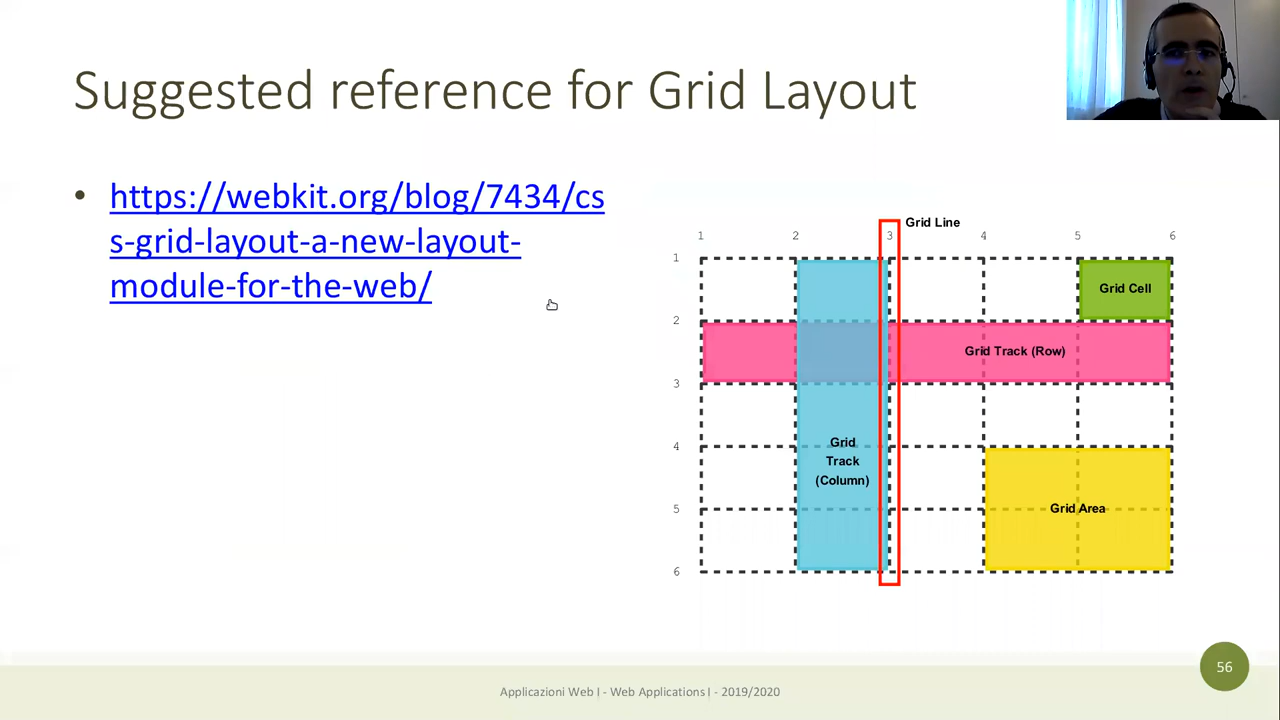 Suggested reference for Grid Layout
• https://webkit.org/blog/7434/cs
s-grid-layout-a-new-layout-
module-for-the-web/
Grid Line
1 2 3 4 5 6
1
Grid Cell
2
Grid Track (Row)
3
4
Grid
Track
(Column)
5
Grid Area
6
56
Applicazioni Web I - Web Applications I - 2019/2020